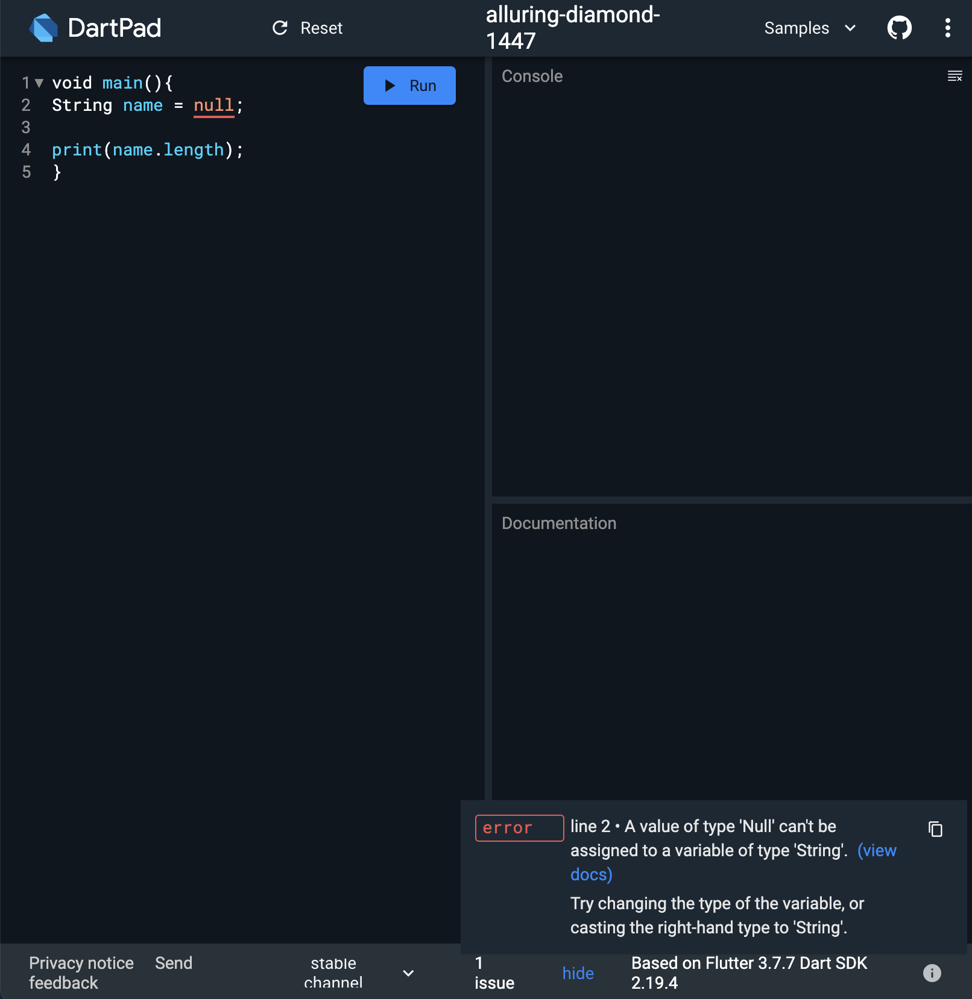 DartPad
Reset
alluring-diamond-
1447
Samples
1 void main(){
2 String name = null;
3
4 print(name.length);
5 }
Run
Console
Documentation
error
line 2 • A value of type 'Null' can't be
assigned to a variable of type 'String'. (view
docs)
Try changing the type of the variable, or
casting the right-hand type to 'String'.
Privacy notice Send
feedback
stable
channel
1
issue
hide
Based on Flutter 3.7.7 Dart SDK
2.19.4